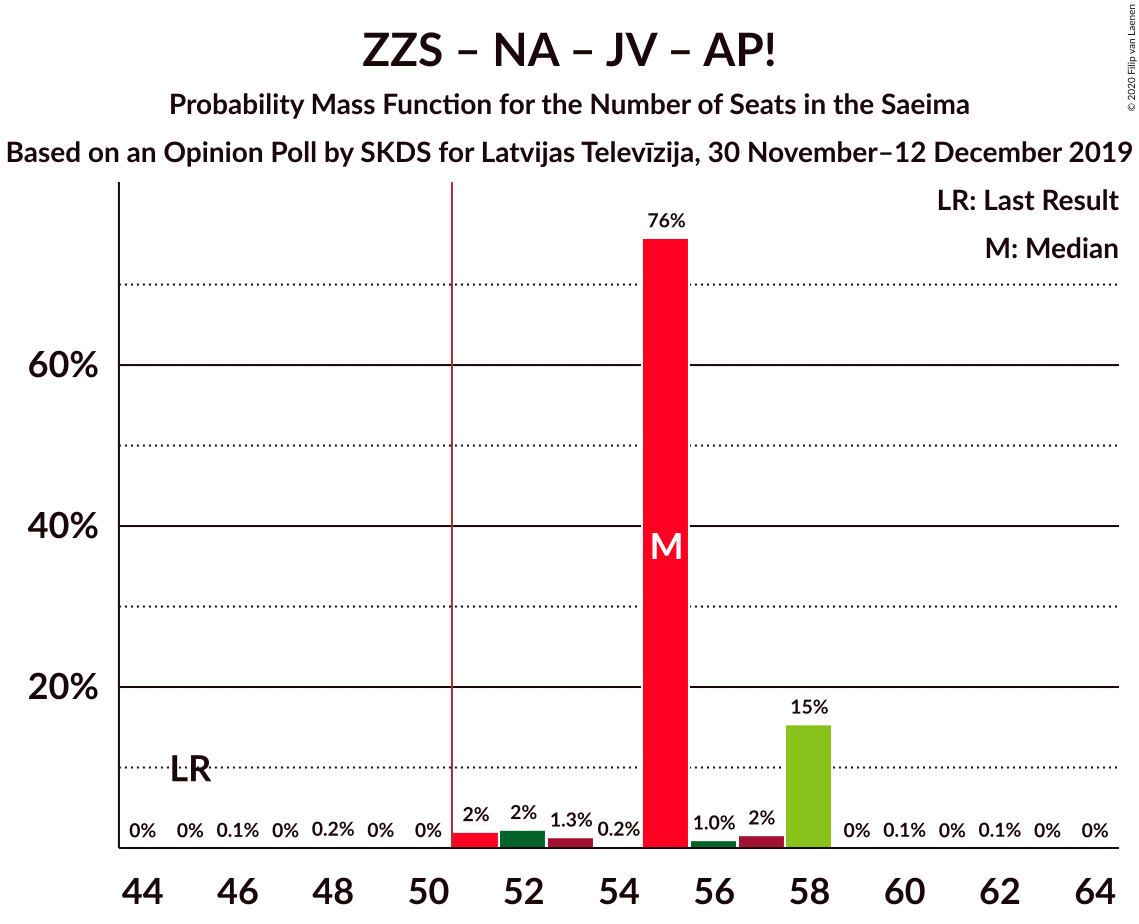 ZZS – NA – JV – AP!
Probability Mass Function for the Number of Seats in the Saeima
Based on an Opinion Poll by SKDS for Latvijas Televīzija, 30 November–12 December 2019
© 2020 Filip van Laenen
LR: Last Result
M: Median
60%
40%
20%
0% 0% 0.1% 0% 0.2% 0% 0% 2% 2% 1.3% 0.2% 76% 1.0% 2% 15% 0% 0.1% 0% 0.1% 0% 0%
LR
M
44 46 48 50 52 54 56 58 60 62 64